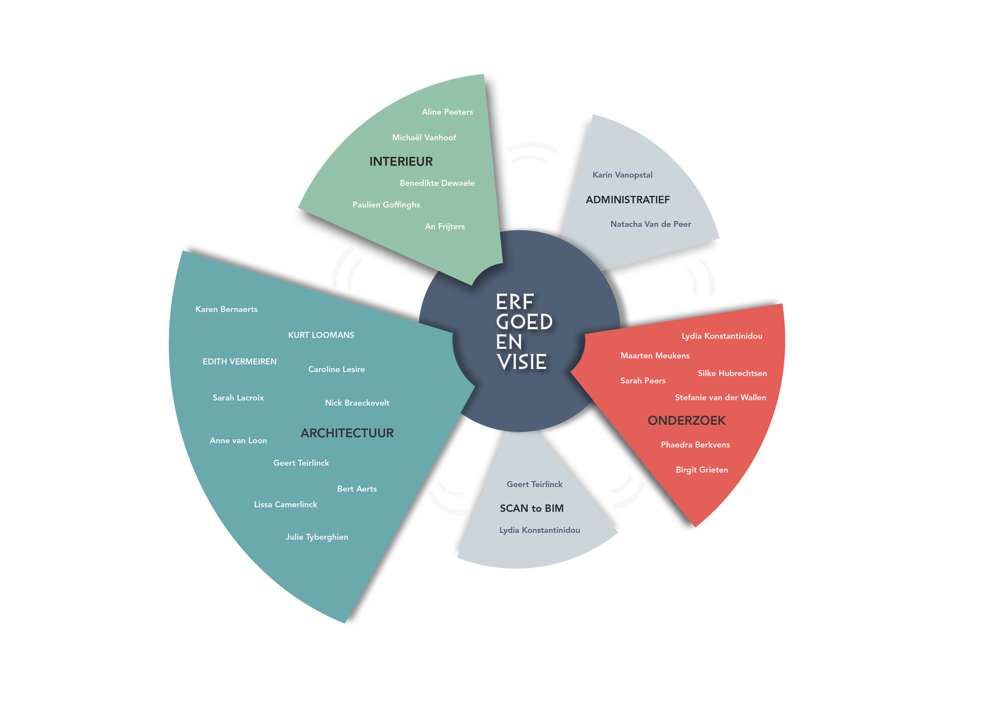 Aline Peeters
Michaël Vanhoof
INTERIEUR
Benedikte Dewaele
Paulien Goffinghs
An Frijters
Karin Vanopstal
ADMINISTRATIEF
Natacha Van de Peer
ERF
GOED
EN
VISIE
Karen Bernaerts
KURT LOOMANS
EDITH VERMEIREN
Caroline Lesire
Sarah Lacroix
Nick Braeckevelt
ARCHITECTUUR
Anne van Loon
Geert Teirlinck
Bert Aerts
Lissa Camerlinck
Julie Tyberghien
Lydia Konstantinidou
Maarten Meukens
Silke Hubrechtsen
Sarah Peers
Stefanie van der Wallen
ONDERZOEK
Phaedra Berkvens
Birgit Grieten
Geert Teirlinck
SCAN to BIM
Lydia Konstantinidou